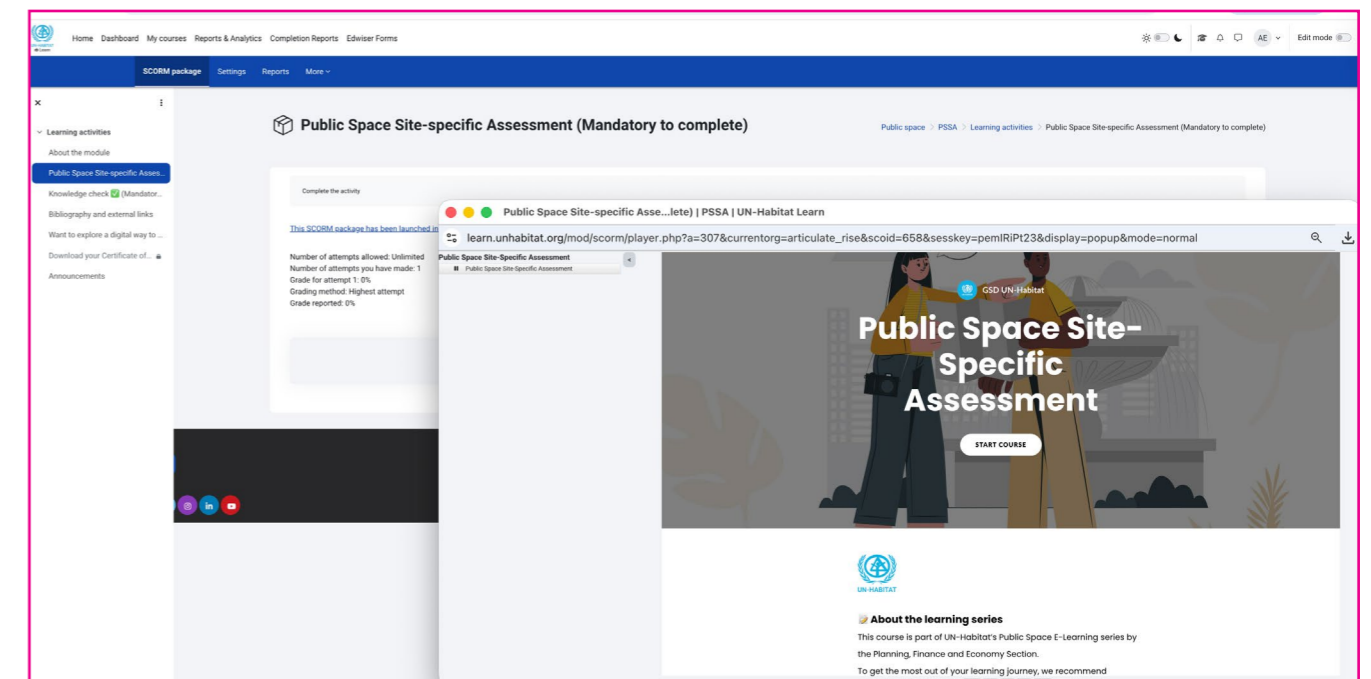 UN-HABITAT
Home Dashboard My courses Reports & Analytics Completion Reports Edwiser Forms
AE
Edit mode
SCORM package Settings Reports More
Learning activities
About the module
Public Space Site-specific Asses...
Knowledge check ✅ (Mandator...
Bibliography and external links
Want to explore a digital way to ...
Download your Certificate of...
Announcements
Public Space Site-specific Assessment (Mandatory to complete)
Public space > PSSA > Learning activities > Public Space Site-specific Assessment (Mandatory to complete)
Complete the activity
This SCORM package has been launched in
Number of attempts allowed: Unlimited
Number of attempts you have made: 1
Grade for attempt 1: 0%
Grading method: Highest attempt
Grade reported: 0%
in
Public Space Site-specific Asse...lete) | PSSA | UN-Habitat Learn
learn.unhabitat.org/mod/scorm/player.php?a=307&currentorg=articulate_rise&scoid=658&sesskey=pemIRiPt23&display=popup&mode=normal
Public Space Site-Specific Assessment
Public Space Site-Specific Assessment
GSD UN-Habitat
Public Space Site-
Specific
Assessment
START COURSE
UN-HABITAT
📝 About the learning series
This course is part of UN-Habitat's Public Space E-Learning series by
the Planning, Finance and Economy Section.
To get the most out of your learning journey, we recommend